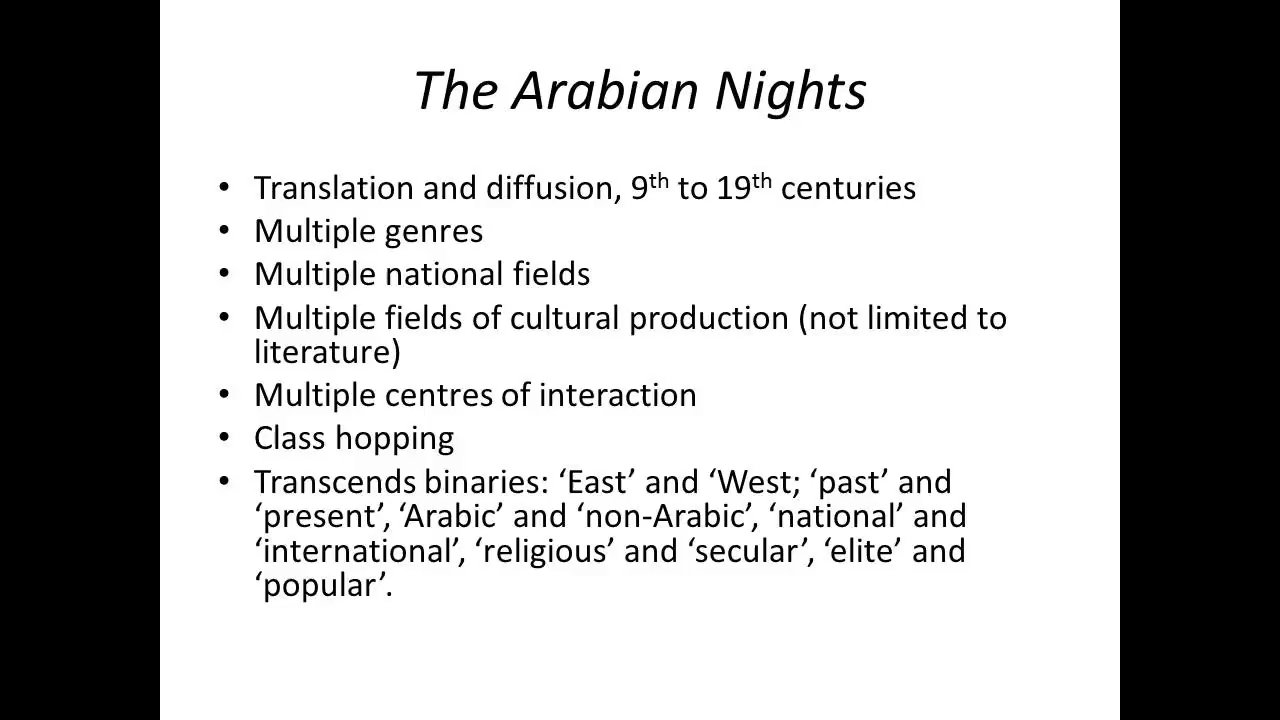 The Arabian Nights
• Translation and diffusion, 9th to 19th centuries
• Multiple genres
• Multiple national fields
• Multiple fields of cultural production (not limited to
literature)
• Multiple centres of interaction
• Class hopping
• Transcends binaries: ‘East’ and ‘West; ‘past’ and
‘present’, ‘Arabic’ and ‘non-Arabic’, ‘national’ and
‘international’, ‘religious’ and ‘secular’, ‘elite’ and
‘popular’.